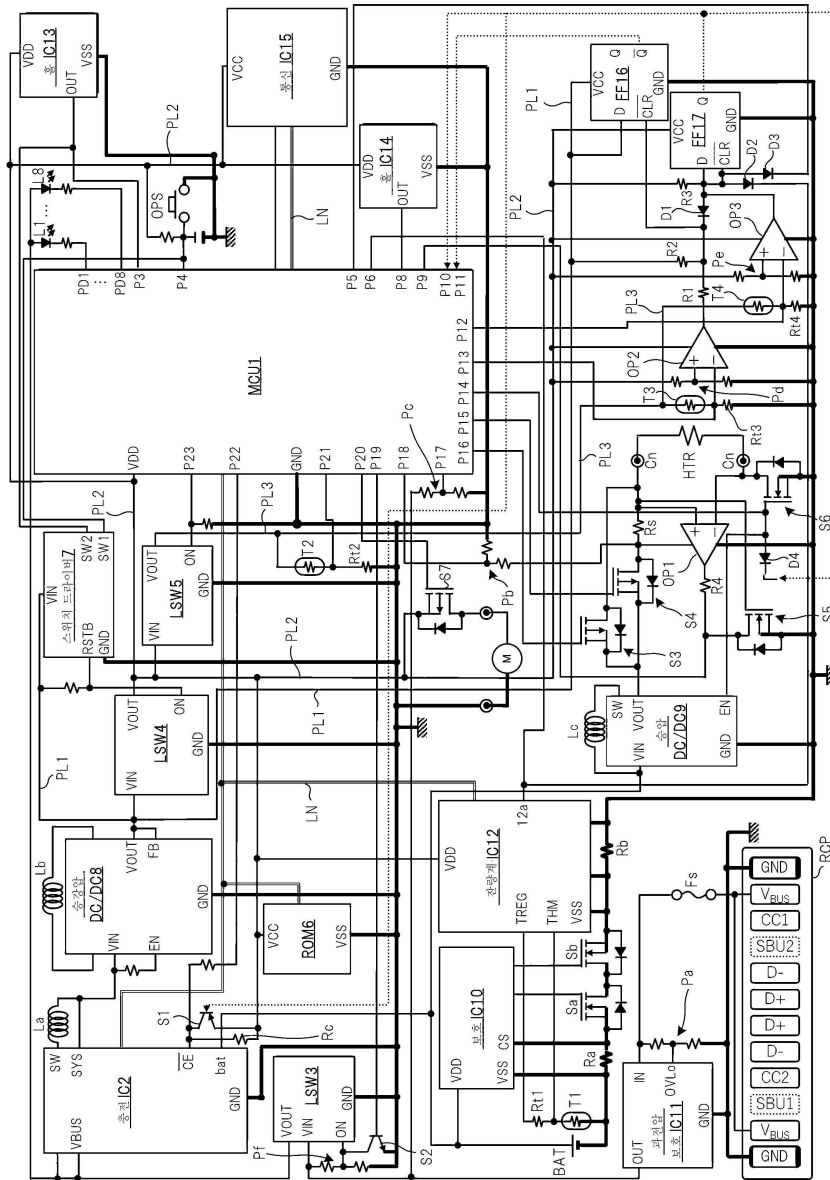 VDD
홀 IC13
VSS
OUT
PL2
L8
L1
...
OPS
VCC
통신 IC15
GND
LN
VDD
홀 IC14
VSS
OUT
PD1
PD8
P3
P4
P5
P6
P8
P9
P10
P11
P12
P13
P14
P15
P16
MCU1
VDD
P23
P22
GND
P21
P20
P19
P18
P17
Pc
PL2
PL3
VIN
스위치 드라이버7
SW2
SW1
RSTB
GND
VOUT
ON
LSW5
GND
VIN
T2
Rt2
S7
Pb
M
PL2
PL1
VOUT
VIN
LSW4
ON
GND
PL1
Lb
승강압
DC/DC8
VOUT
FB
VIN
EN
GND
LN
VCC
ROM6
VSS
La
SW
SYS
VBUS
충전 IC2
CE
bat
GND
S1
Rc
VOUT
VIN
ON
LSW3
GND
Pf
S2
VDD
잔량계 IC12
12a
TREG
THM
VSS
Rb
VDD
보호 IC10
VSS
CS
Sb
Sa
Ra
Rt1
T1
BAT
OUT
IN
과전압
보호 IC11
OVLo
GND
Pa
Fs
RCP
GND
VBUS
CC1
SBU2
D-
D+
D+
D-
CC2
SBU1
VBUS
GND
Lc
SW
VIN
VOUT
승압
DC/DC9
GND
EN
S3
S4
Rs
OP1
R4
D4
S5
S6
HTR
Cn
Cn
PL3
T3
Rt3
Pd
OP2
PL3
T4
Rt4
Pe
OP3
R1
R2
D1
R3
D2
D3
PL2
PL1
VCC
D
FF16
Q
Q
CLR
GND
VCC
D
FF17
Q
CLR
GND